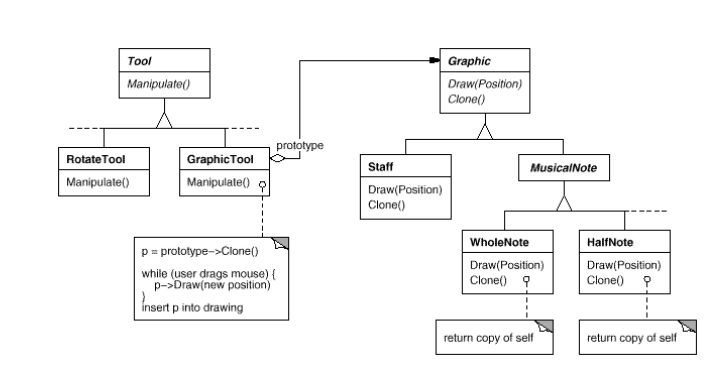 Tool
Manipulate()
Graphic
Draw(Position)
Clone()
prototype
RotateTool
Manipulate()
GraphicTool
Manipulate()
Staff
Draw(Position)
Clone()
MusicalNote
p = prototype->Clone()
while (user drags mouse) {
p->Draw(new position)
}
insert p into drawing
WholeNote
Draw(Position)
Clone()
HalfNote
Draw(Position)
Clone()
return copy of self
return copy of self